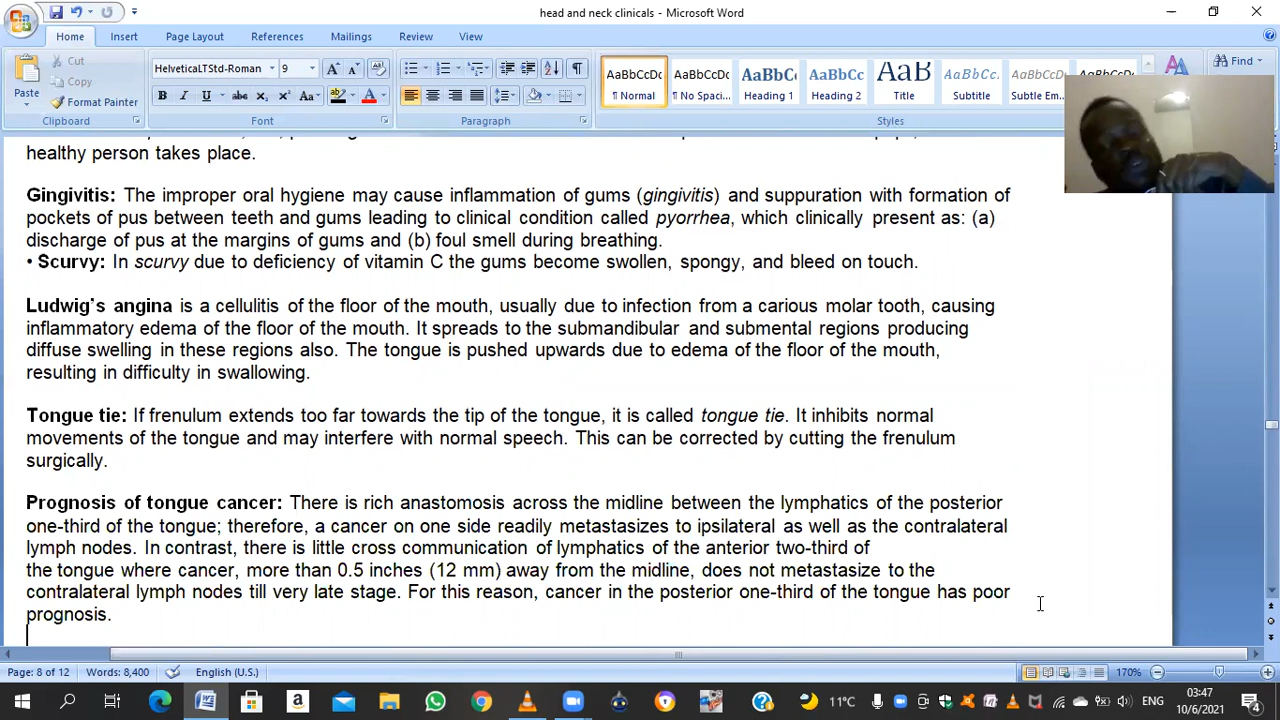 head and neck clinicals - Microsoft Word
Home Insert Page Layout References Mailings Review View
Paste
Cut
Copy
Format Painter
Clipboard
HelveticaLTStd-Roman 9
Font
Paragraph
AaBbCcDc AaBbCcDc AaBbCc AaBbCc AaB AaBbCc. AaBbCcDc AaBbCcDc
¶ Normal ¶ No Spaci... Heading 1 Heading 2 Title Subtitle Subtle Em...
Styles
Find
healthy person takes place.
Gingivitis: The improper oral hygiene may cause inflammation of gums (gingivitis) and suppuration with formation of
pockets of pus between teeth and gums leading to clinical condition called pyorrhea, which clinically present as: (a)
discharge of pus at the margins of gums and (b) foul smell during breathing.
• Scurvy: In scurvy due to deficiency of vitamin C the gums become swollen, spongy, and bleed on touch.
Ludwig's angina is a cellulitis of the floor of the mouth, usually due to infection from a carious molar tooth, causing
inflammatory edema of the floor of the mouth. It spreads to the submandibular and submental regions producing
diffuse swelling in these regions also. The tongue is pushed upwards due to edema of the floor of the mouth,
resulting in difficulty in swallowing.
Tongue tie: If frenulum extends too far towards the tip of the tongue, it is called tongue tie. It inhibits normal
movements of the tongue and may interfere with normal speech. This can be corrected by cutting the frenulum
surgically.
Prognosis of tongue cancer: There is rich anastomosis across the midline between the lymphatics of the posterior
one-third of the tongue; therefore, a cancer on one side readily metastasizes to ipsilateral as well as the contralateral
lymph nodes. In contrast, there is little cross communication of lymphatics of the anterior two-third of
the tongue where cancer, more than 0.5 inches (12 mm) away from the midline, does not metastasize to the
contralateral lymph nodes till very late stage. For this reason, cancer in the posterior one-third of the tongue has poor
prognosis.
Page: 8 of 12 Words: 8,400 English (U.S.) 170%
11°C ENG 03:47
10/6/2021